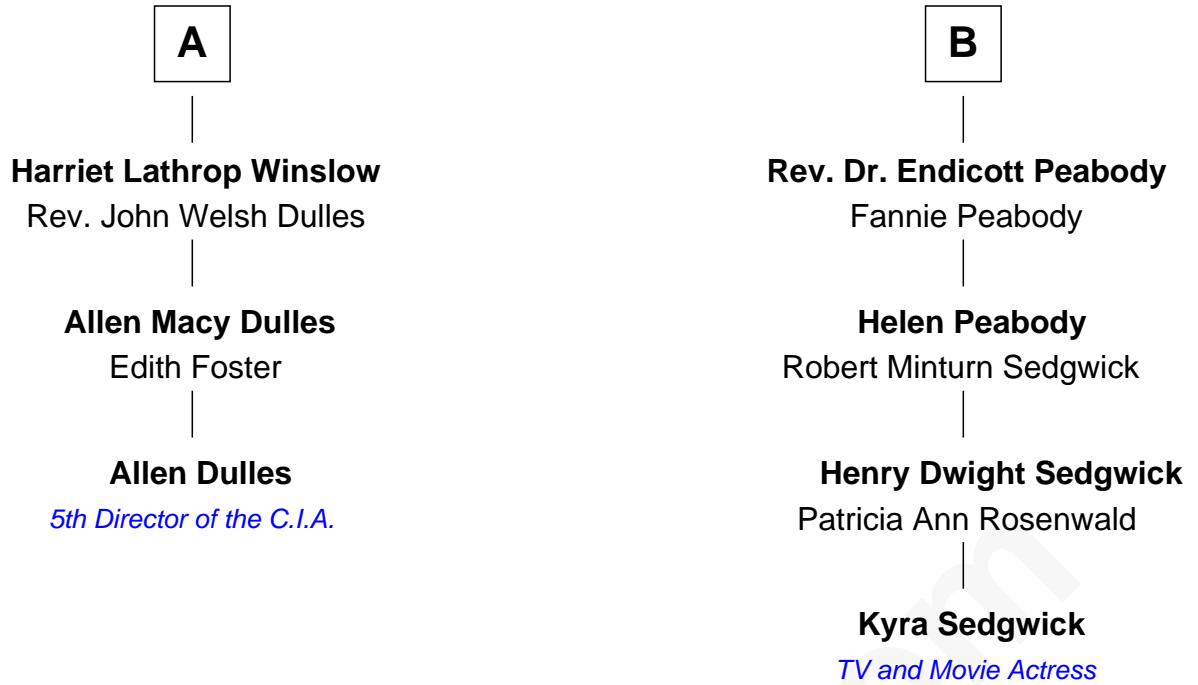 A
Harriet Lathrop Winslow
Rev. John Welsh Dulles
Allen Macy Dulles
Edith Foster
Allen Dulles
5th Director of the C.I.A.
B
Rev. Dr. Endicott Peabody
Fannie Peabody
Helen Peabody
Robert Minturn Sedgwick
Henry Dwight Sedgwick
Patricia Ann Rosenwald
Kyra Sedgwick
TV and Movie Actress